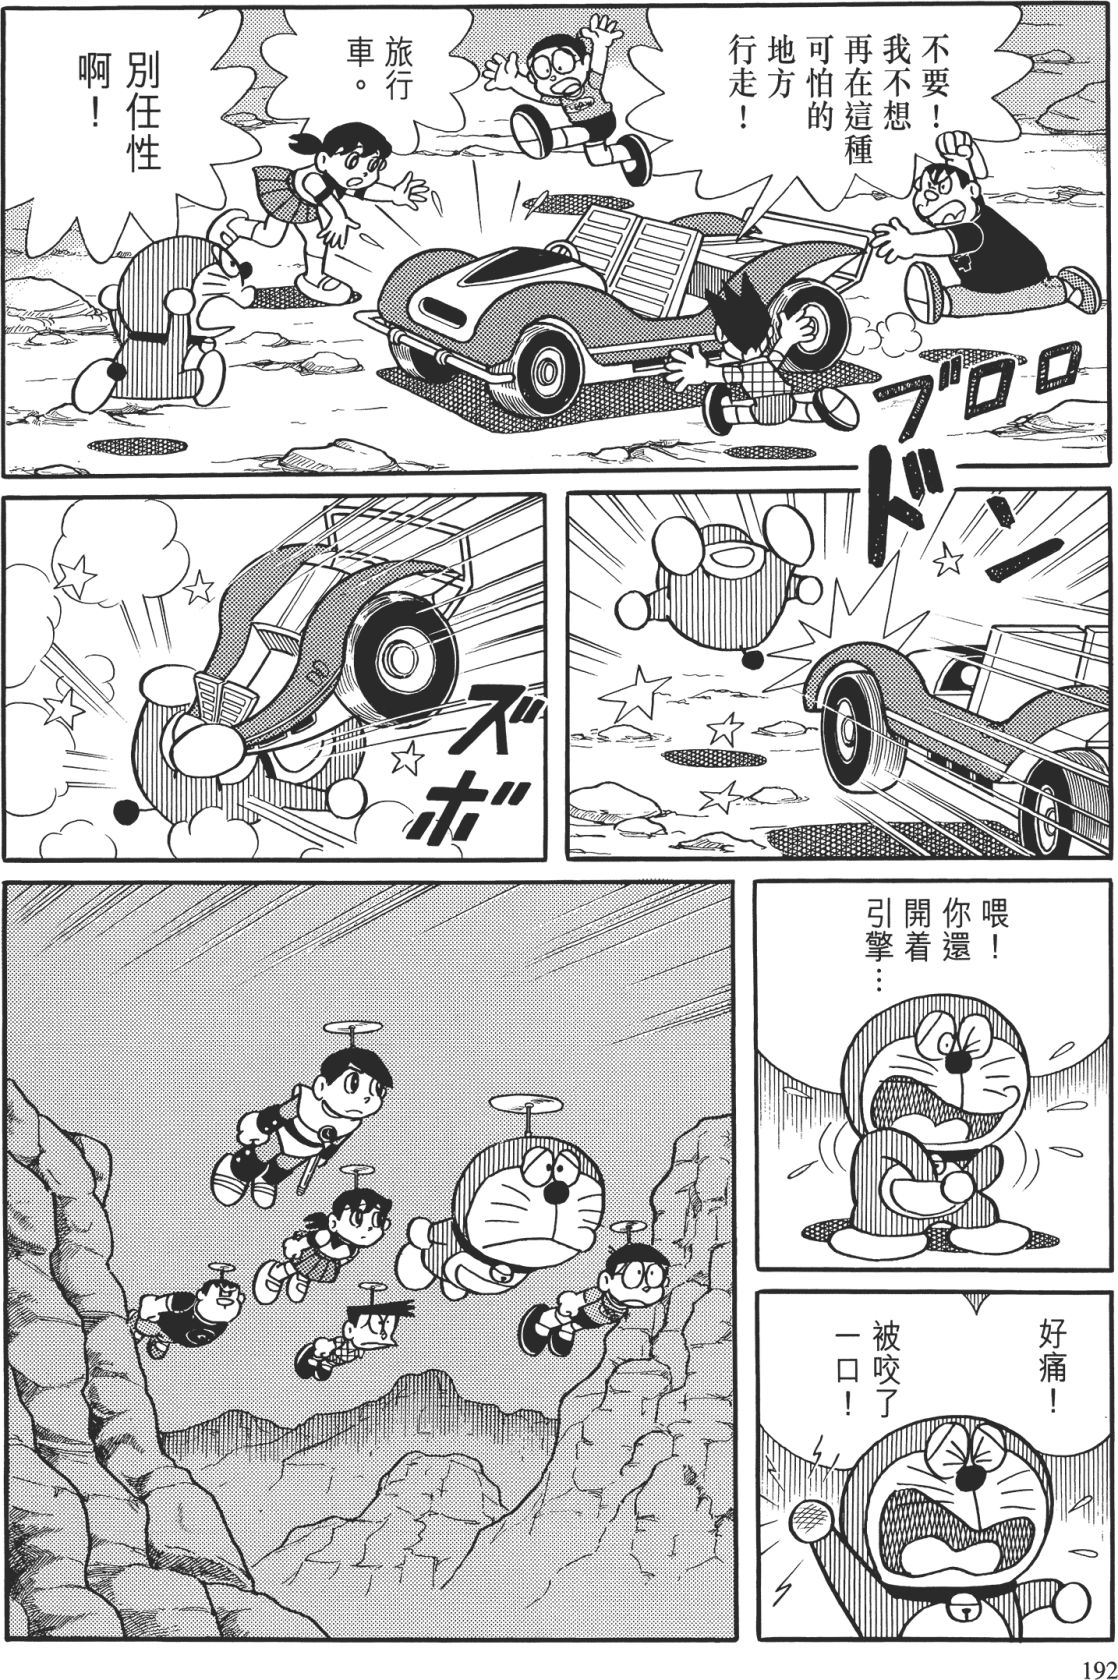 不要！
我不想
再在這種
可怕的
地方
行走！
旅行
車。
別任性
啊！
ブロロ
ドシー
ズボ
喂！
你還
開着
引擎…
好痛！
被咬了
一口！
192